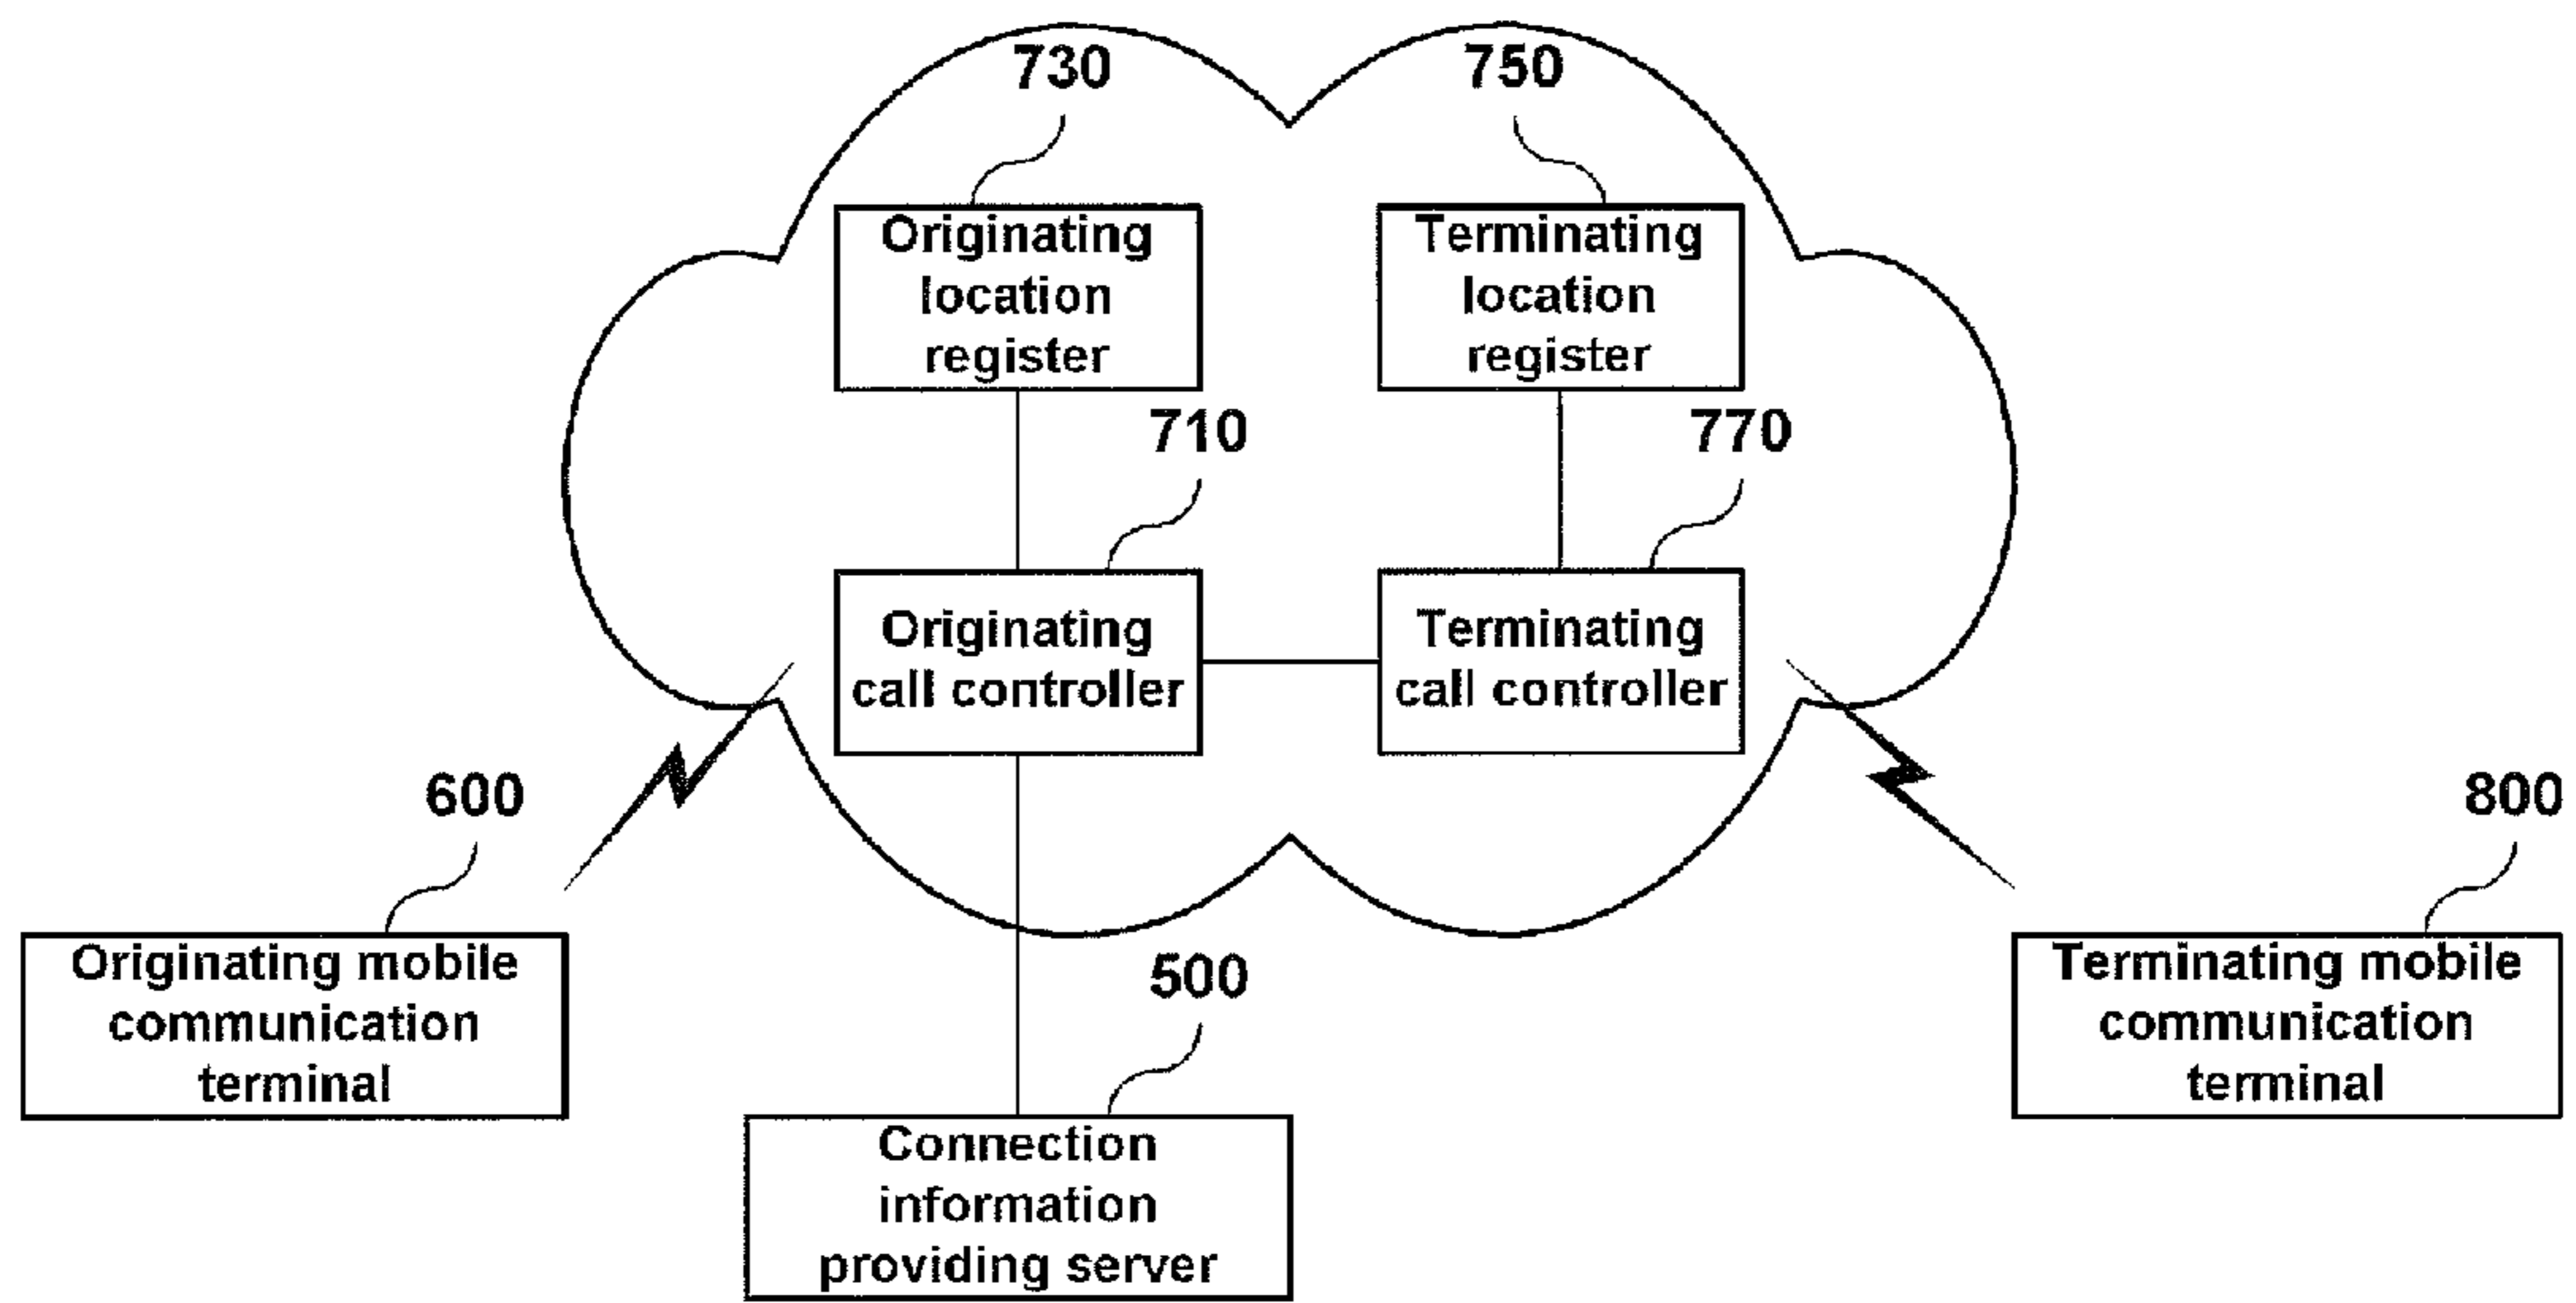 730
750
Originating
location
register
Terminating
location
register
710
770
Originating
call controller
Terminating
call controller
600
800
Originating mobile
communication
terminal
500
Terminating mobile
communication
terminal
Connection
information
providing server